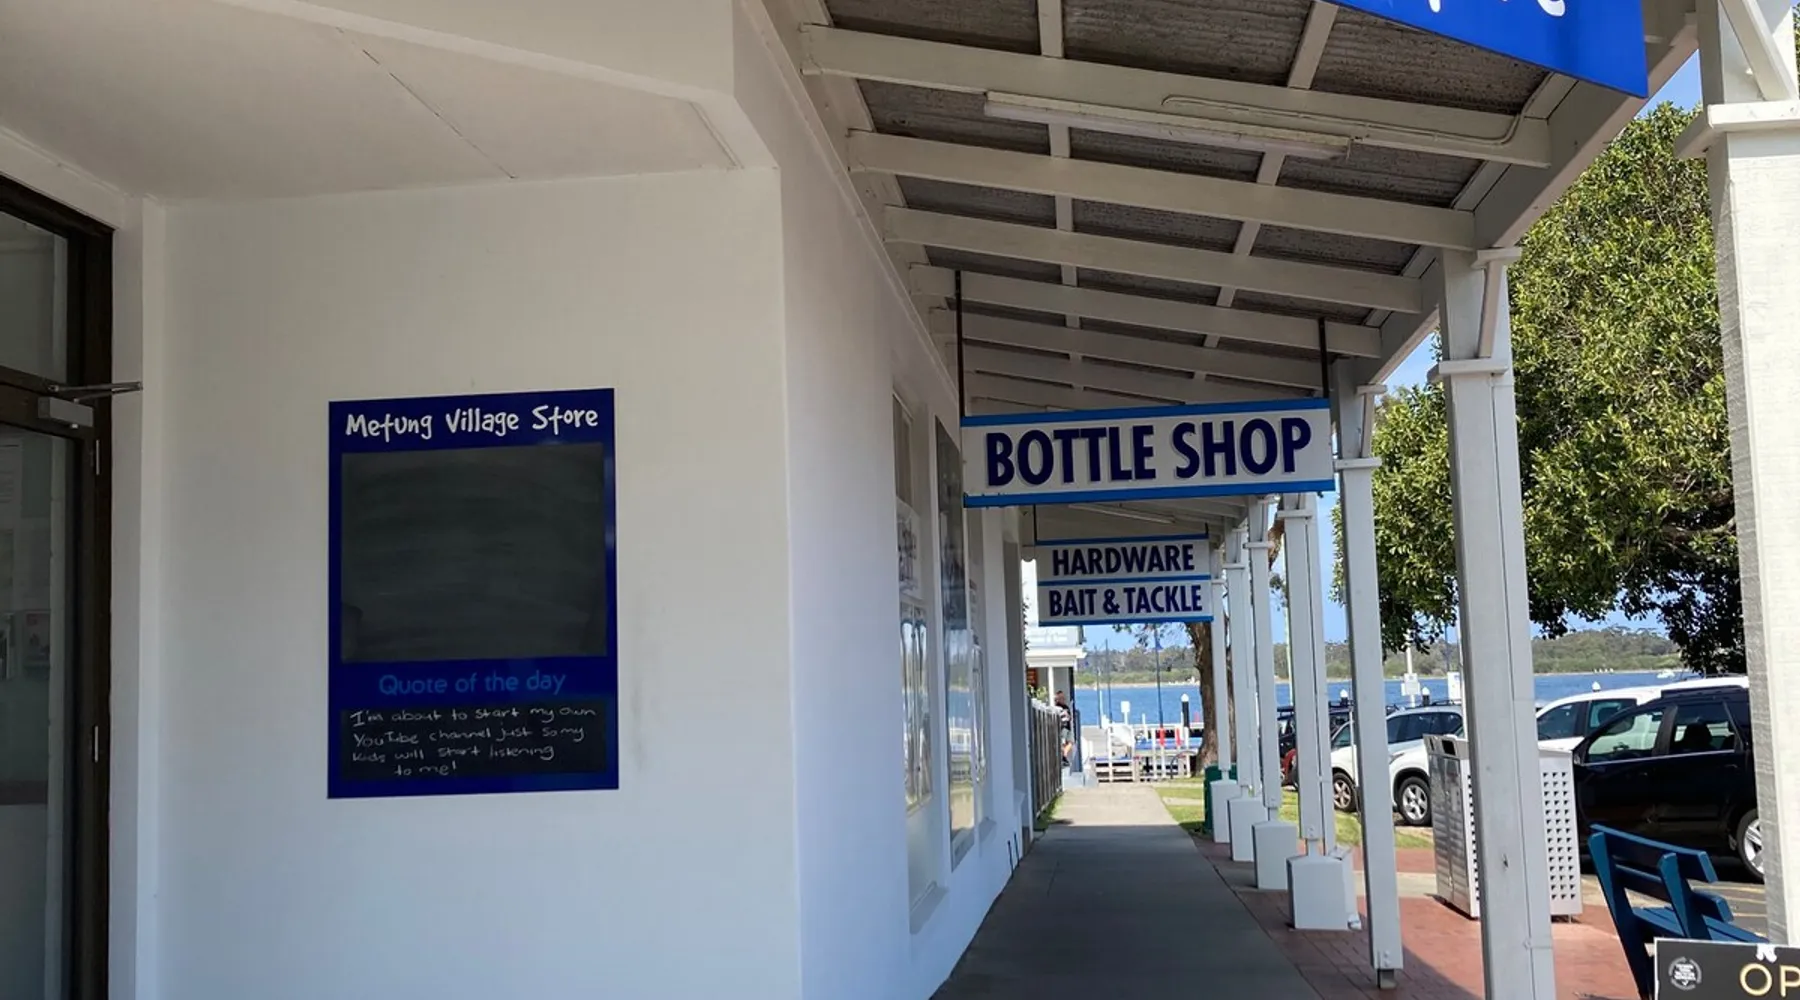 Metung Village Store
Quote of the day
I'm about to start my own
YouTube channel just so my
kids will start listening
to me!
BOTTLE SHOP
HARDWARE
BAIT & TACKLE
OP